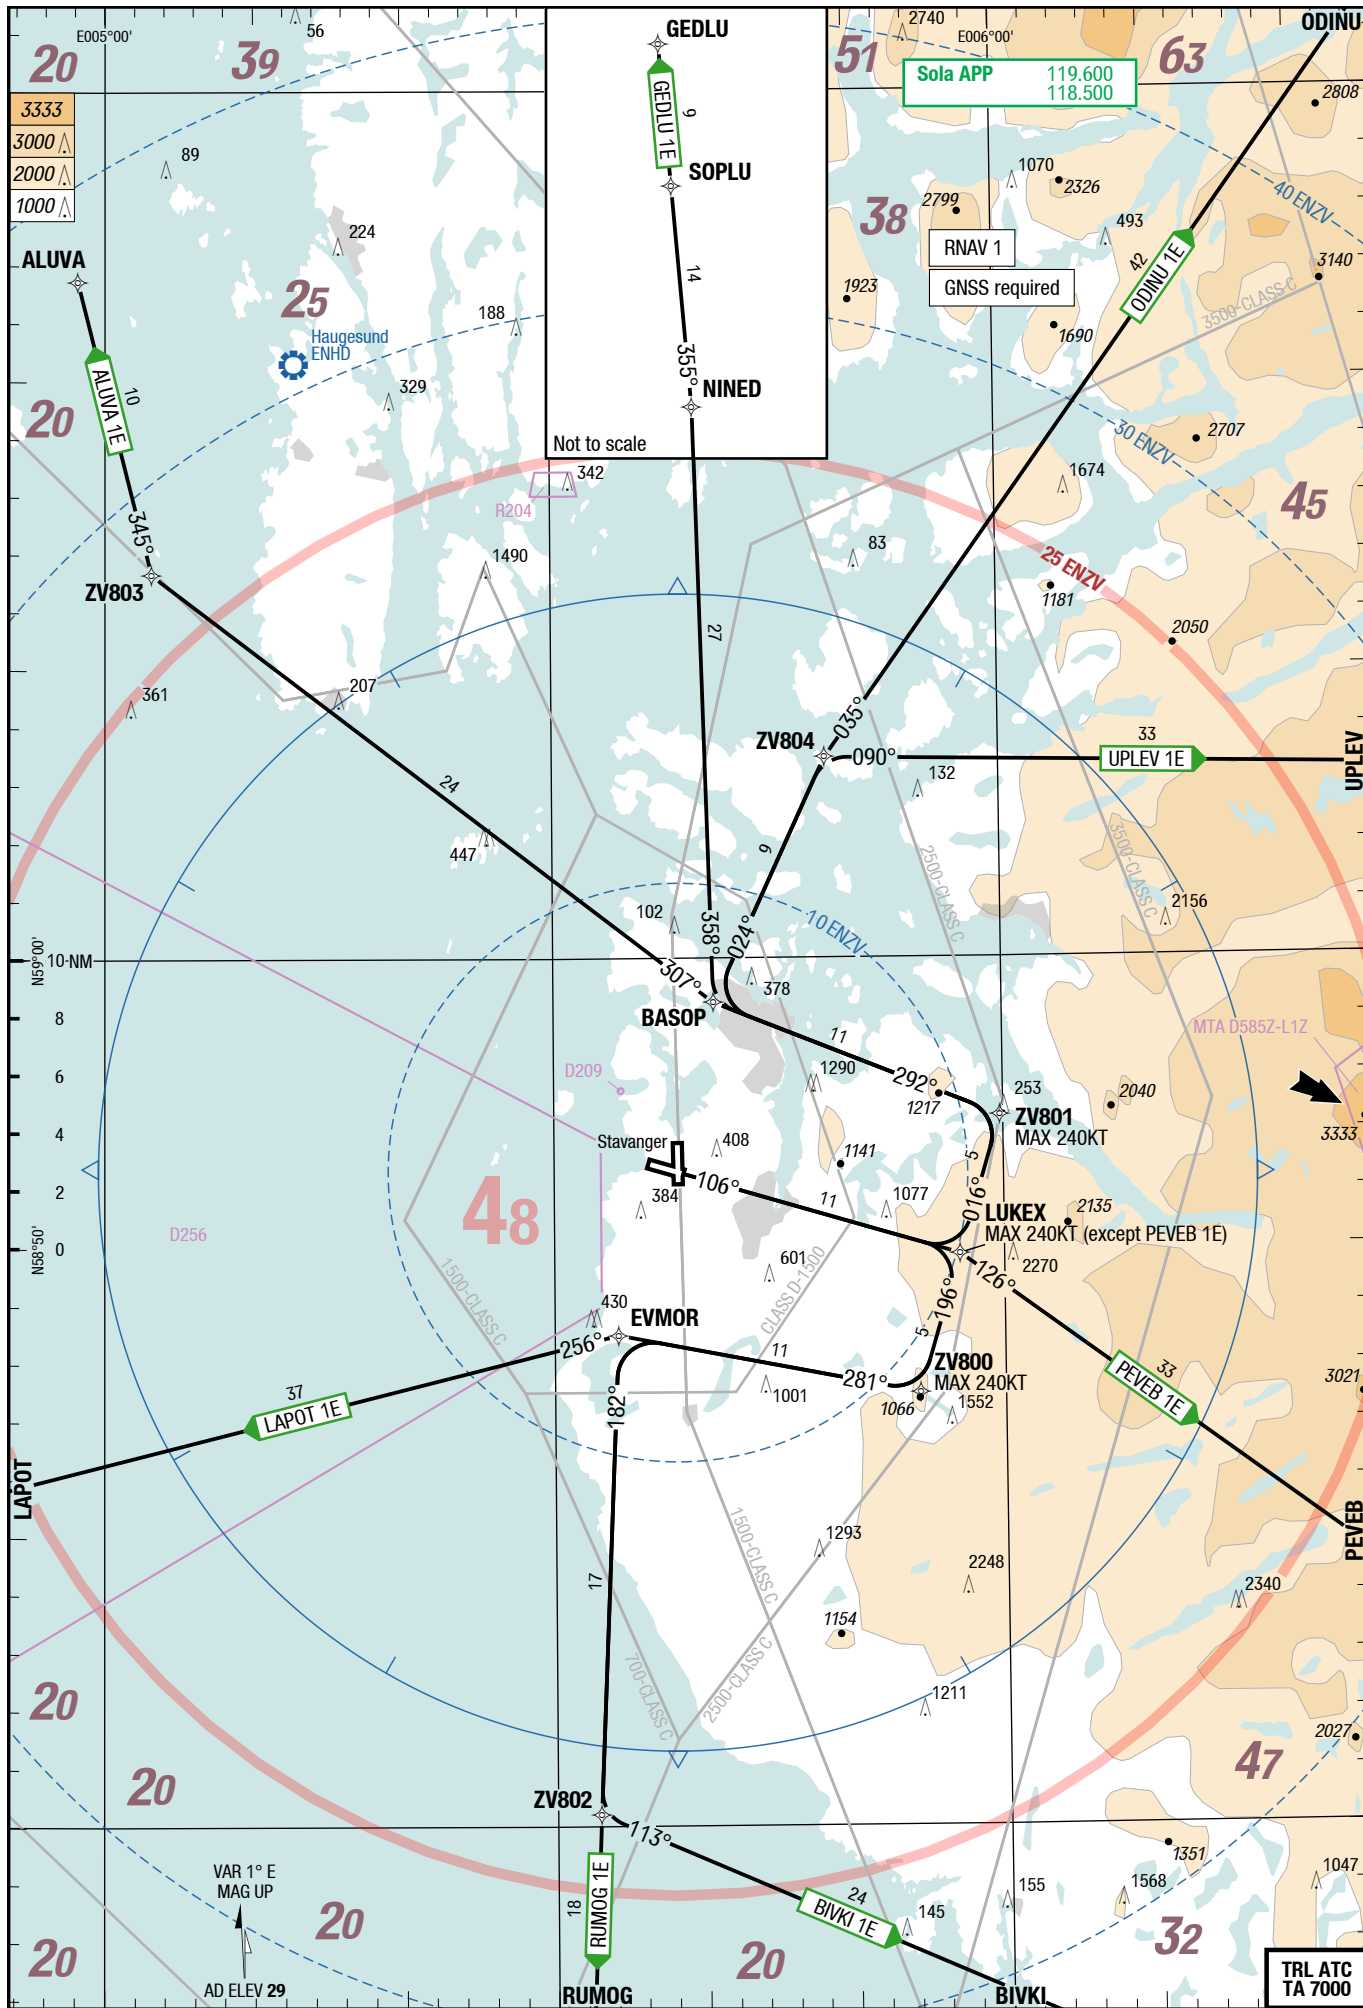 GEDLU
ODINU
E005°00'
E006°00'
56
2740
20
39
51
63
Sola APP 119.600
118.500
3333
3000
2000
1000
2808
89
GEDLU 1E
9
SOPLU
1070
2326
2799
38
493
40 ENZV
224
RNAV 1
GNSS required
ALUVA
25
14
42
ODINU 1E
3140
1923
3500-CLASS C
188
1690
Haugesund
ENHD
355°
NINED
329
10
ALUVA 1E
20
2707
30 ENZV
Not to scale
342
R204
1674
45
345°
83
25 ENZV
1490
1181
ZV803
27
2050
361
207
035°
ZV804
090°
33
UPLEV 1E
UPLEV
132
24
447
9
2500-CLASS C
3500-CLASS C
2156
102
358°
024°
10 ENZV
N59°00'
10 NM
307°
378
BASOP
8
11
MTA D585Z-L1Z
6
D209
1290
292°
1217
253
ZV801
MAX 240KT
2040
3333
4
Stavanger
408
1141
5
2
106°
384
11
1077
016°
LUKEX
MAX 240KT (except PEVEB 1E)
2135
48
D256
N58°50'
0
601
2270
126°
1500-CLASS C
CLASS D-1500
196°
430
EVMOR
256°
11
5
ZV800
MAX 240KT
33
PEVEB 1E
281°
1001
1066
1552
3021
37
LAPOT 1E
182°
LAPOT
PEVEB
1500-CLASS C
1293
2248
17
2340
1154
700-CLASS C
2500-CLASS C
20
1211
2027
47
20
ZV802
113°
1351
VAR 1° E
MAG UP
18
RUMOG 1E
24
BIVKI 1E
1047
155
1568
145
20
32
20
20
AD ELEV 29
RUMOG
BIVKI
TRL ATC
TA 7000